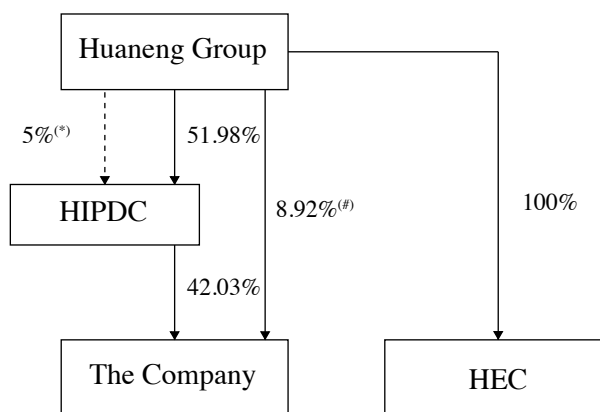 Huaneng Group
5%(*)
51.98%
HIPDC
8.92%(#)
100%
42.03%
The Company
HEC